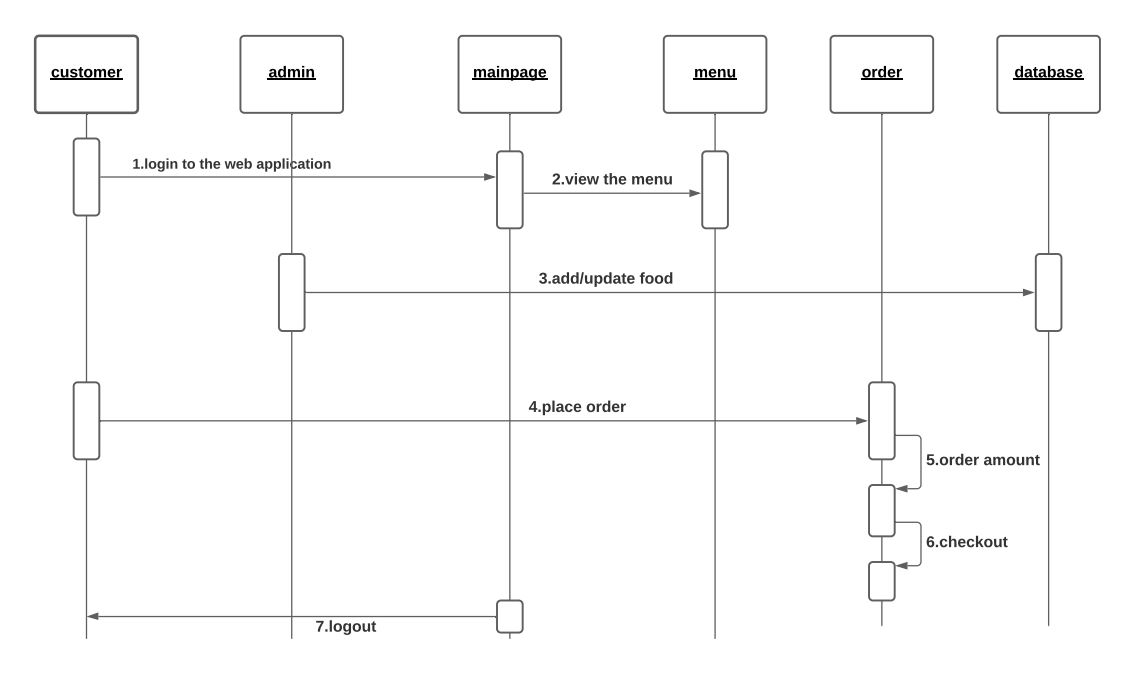 customer
admin
mainpage
menu
order
database
1.login to the web application
2.view the menu
3.add/update food
4.place order
5.order amount
6.checkout
7.logout